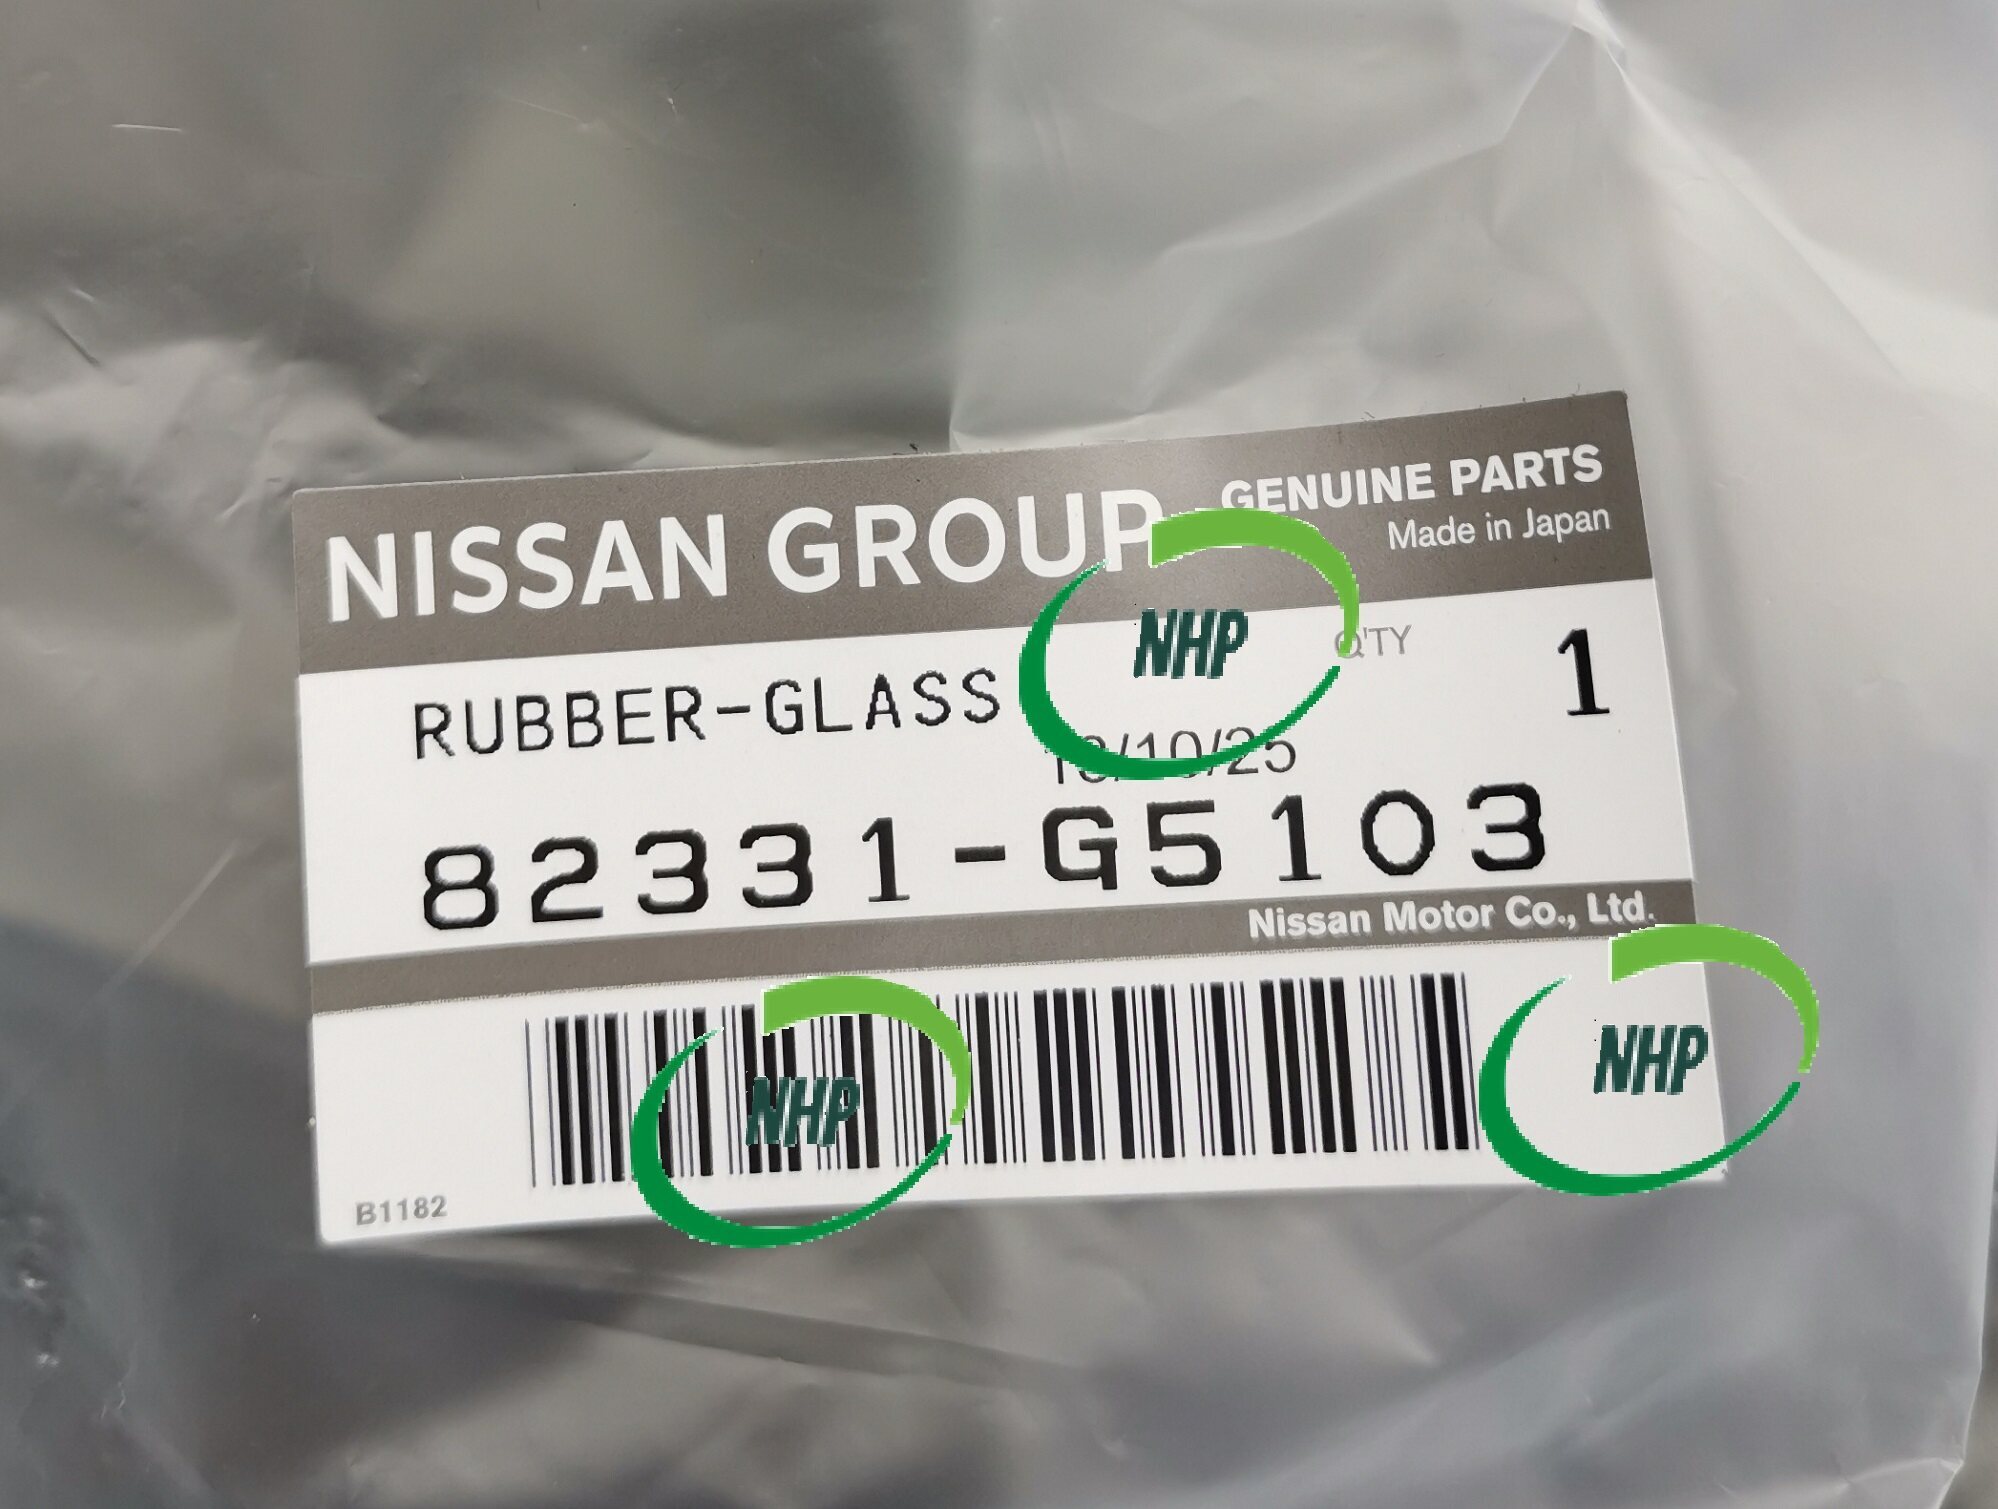 NISSAN GROUP
GENUINE PARTS
Made in Japan
NHP
Q'TY
1
RUBBER-GLASS
82331-G5103
Nissan Motor Co., Ltd.
NHP
NHP
B1182